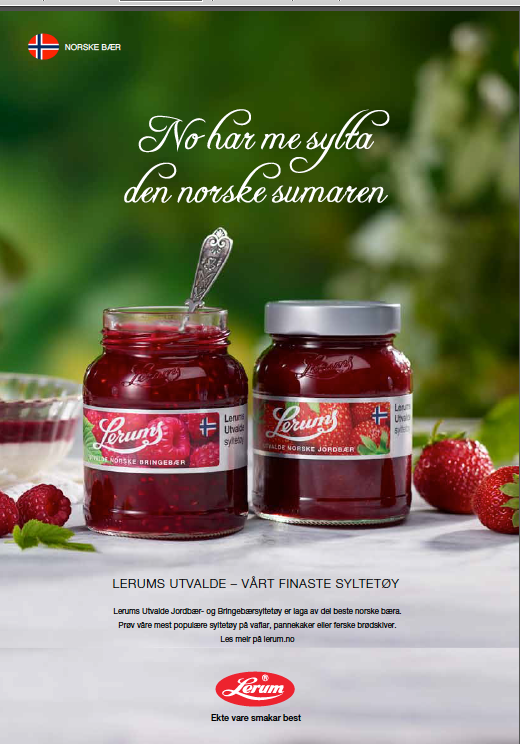 NORSKE BÆR
No har me sylta
den norske sumaren
Lerums
Lerums
Lerums
Lerums
Utvalde
syltetøy
UTVALDE NORSKE BRINGEBÆR
Lerums
Lerums
Utvalde
syltetøy
UTVALDE NORSKE JORDBÆR
LERUMS UTVALDE – VÅRT FINASTE SYLTETØY
Lerums Utvalde Jordbær- og Bringebærsyltetøy er laga av dei beste norske bæra.
Prøv våre mest populære syltetøy på vaflar, pannekaker eller ferske brødskiver.
Les meir på lerum.no
Lerum®
Ekte vare smakar best